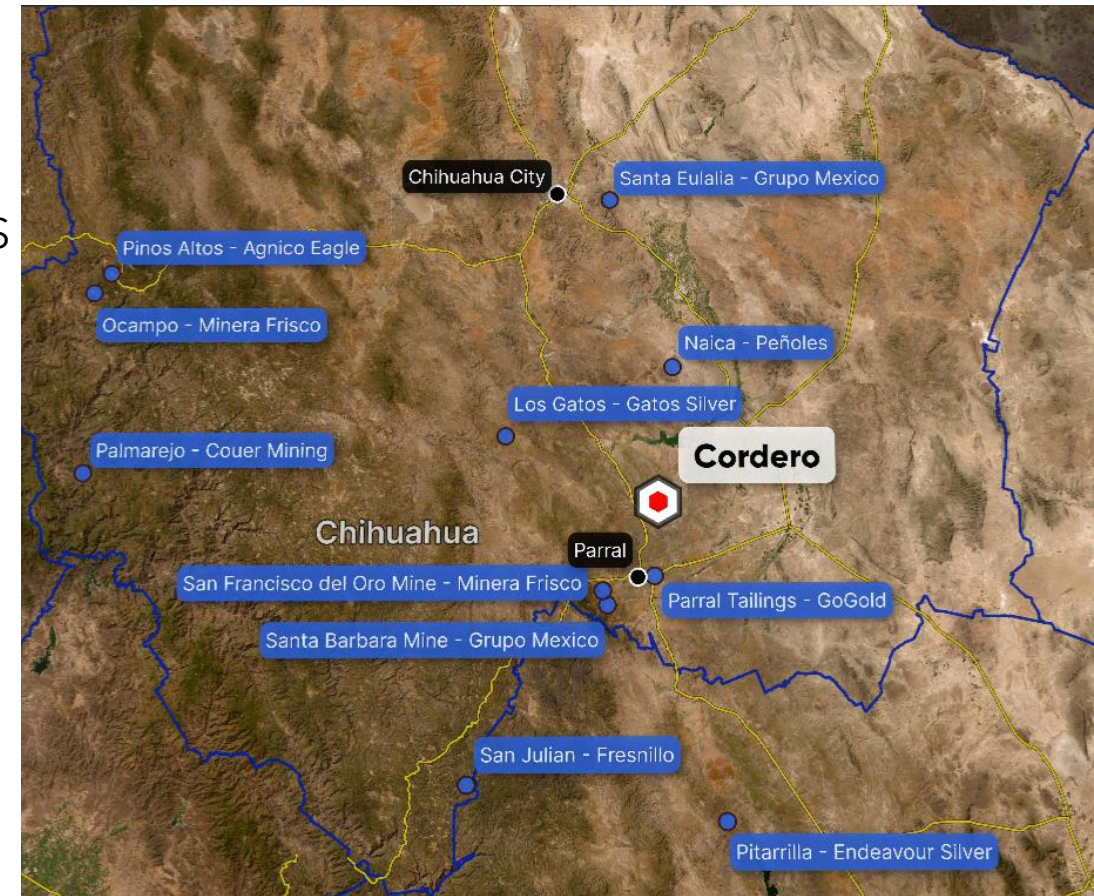 Chihuahua City
Santa Eulalia - Grupo Mexico
S
Pinos Altos - Agnico Eagle
Ocampo - Minera Frisco
Naica - Peñoles
Los Gatos - Gatos Silver
Palmarejo - Couer Mining
Cordero
Chihuahua
Parral
San Francisco del Oro Mine - Minera Frisco
Parral Tailings - GoGold
Santa Barbara Mine - Grupo Mexico
San Julian - Fresnillo
Pitarrilla - Endeavour Silver